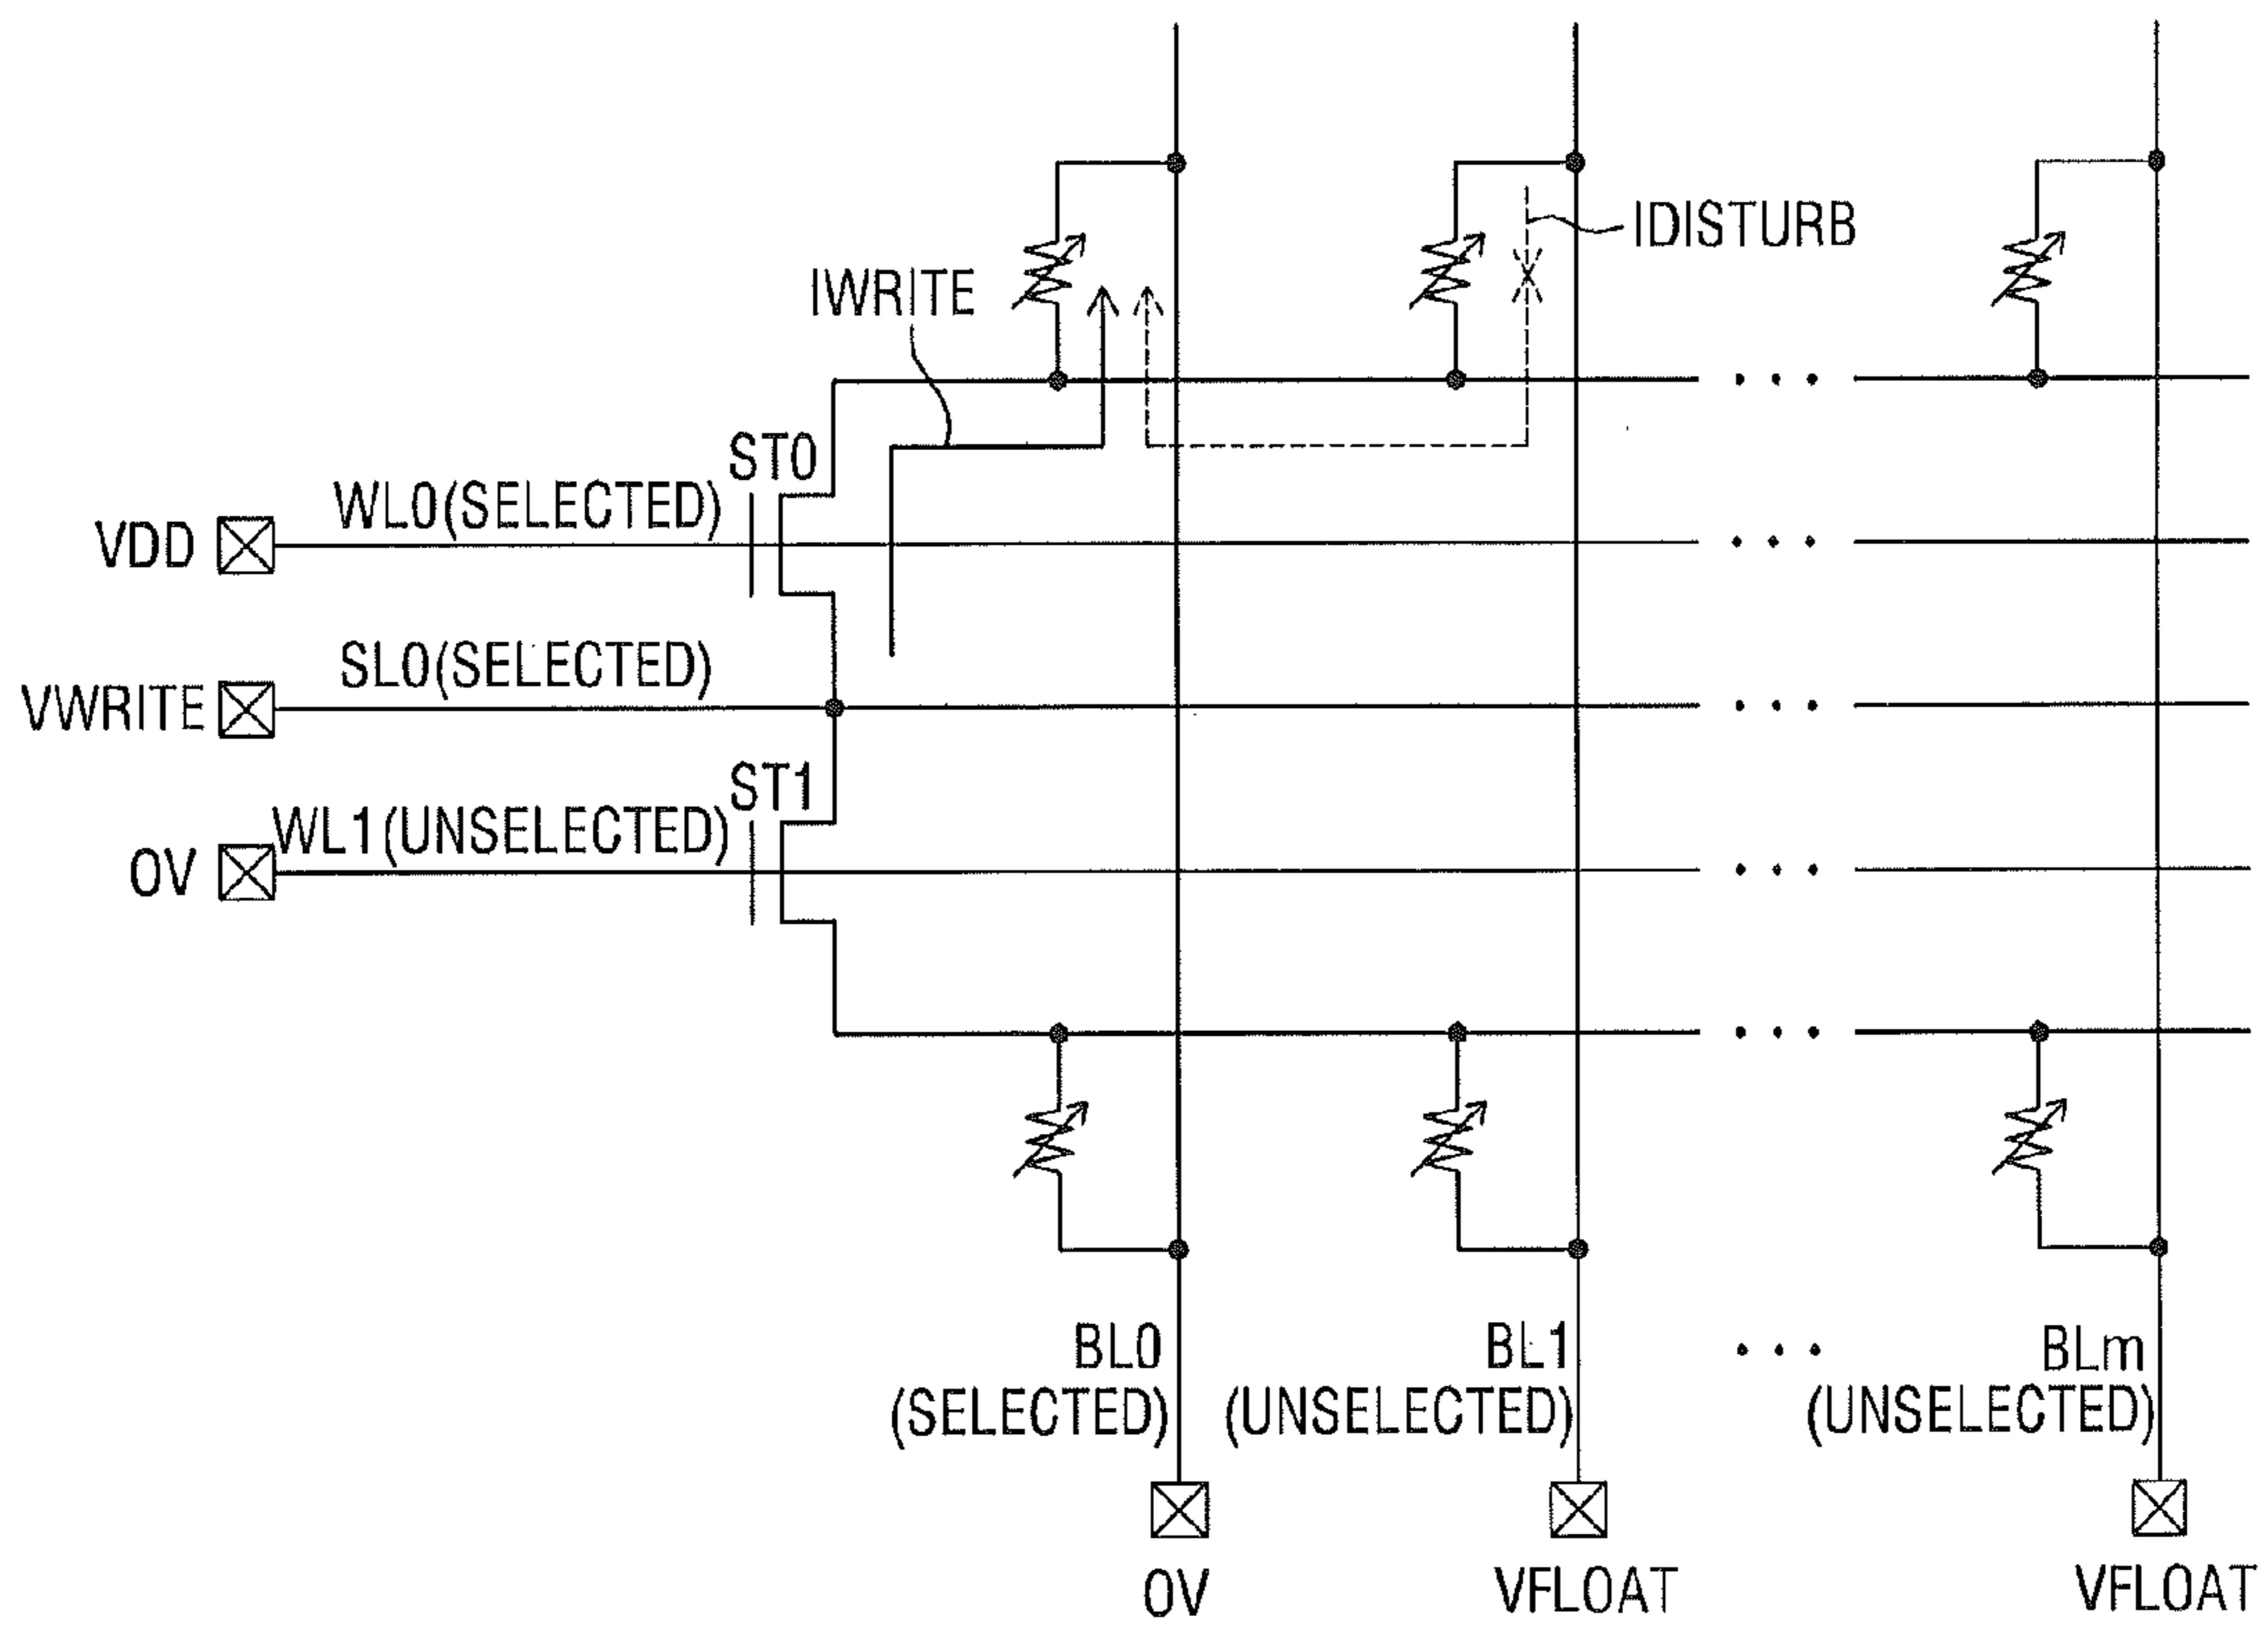 IDISTURB
IWRITE
ST0
WL0(SELECTED)
VDD
SL0(SELECTED)
VWRITE
ST1
WL1(UNSELECTED)
0V
BL0
(SELECTED)
BL1
(UNSELECTED)
BLm
(UNSELECTED)
0V
VFLOAT
VFLOAT